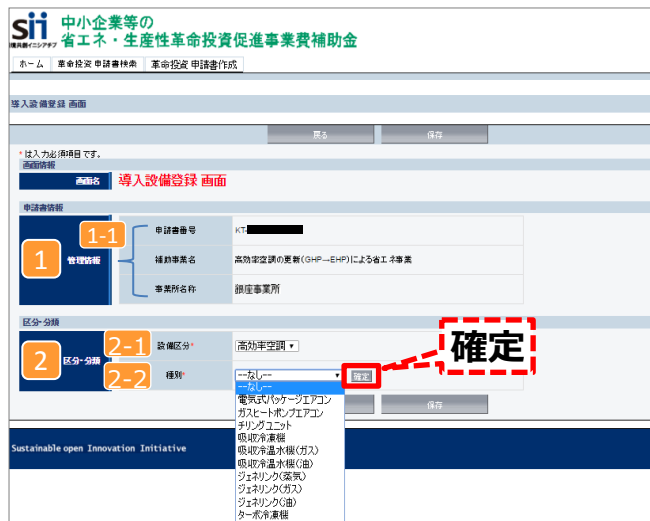 sii 中小企業等の
環共創イニシアチブ 省エネ・生産性革命投資促進事業費補助金
ホーム 革命投資 申請書検索 革命投資 申請書作成
導入設備登録 画面
戻る 保存
* は入力必須項目です。
画面情報
画面名 導入設備登録 画面
申請書情報
1 管理情報
1-1
申請書番号 KT-
補助事業名 高効率空調の更新(GHP→EHP)による省エネ事業
事業所名称 銀座事業所
区分・分類
2 区分・分類
2-1 設備区分* 高効率空調
2-2 種別* --なし-- 確定
確定
--なし--
電気式パッケージエアコン
ガスヒートポンプエアコン
チリングユニット
吸収冷凍機
吸収冷温水機(ガス)
吸収冷温水機(油)
ジェネリンク(蒸気)
ジェネリンク(ガス)
ジェネリンク(油)
ターボ冷凍機
保存
Sustainable open Innovation Initiative